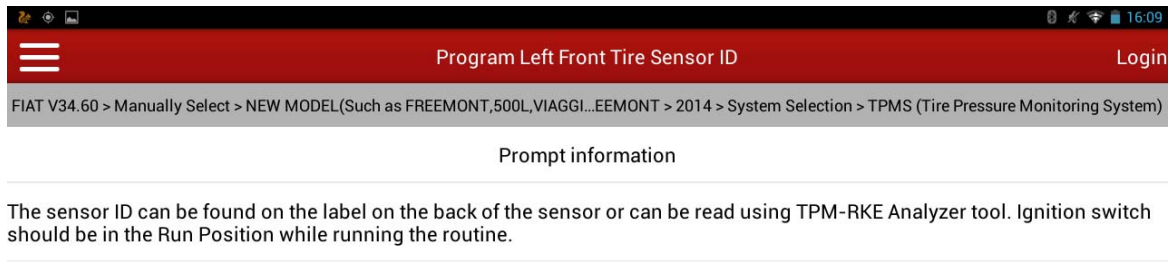 16:09
Program Left Front Tire Sensor ID
Login
FIAT V34.60 > Manually Select > NEW MODEL(Such as FREEMONT,500L,VIAGGI...EEMONT > 2014 > System Selection > TPMS (Tire Pressure Monitoring System)
Prompt information
The sensor ID can be found on the label on the back of the sensor or can be read using TPM-RKE Analyzer tool. Ignition switch
should be in the Run Position while running the routine.